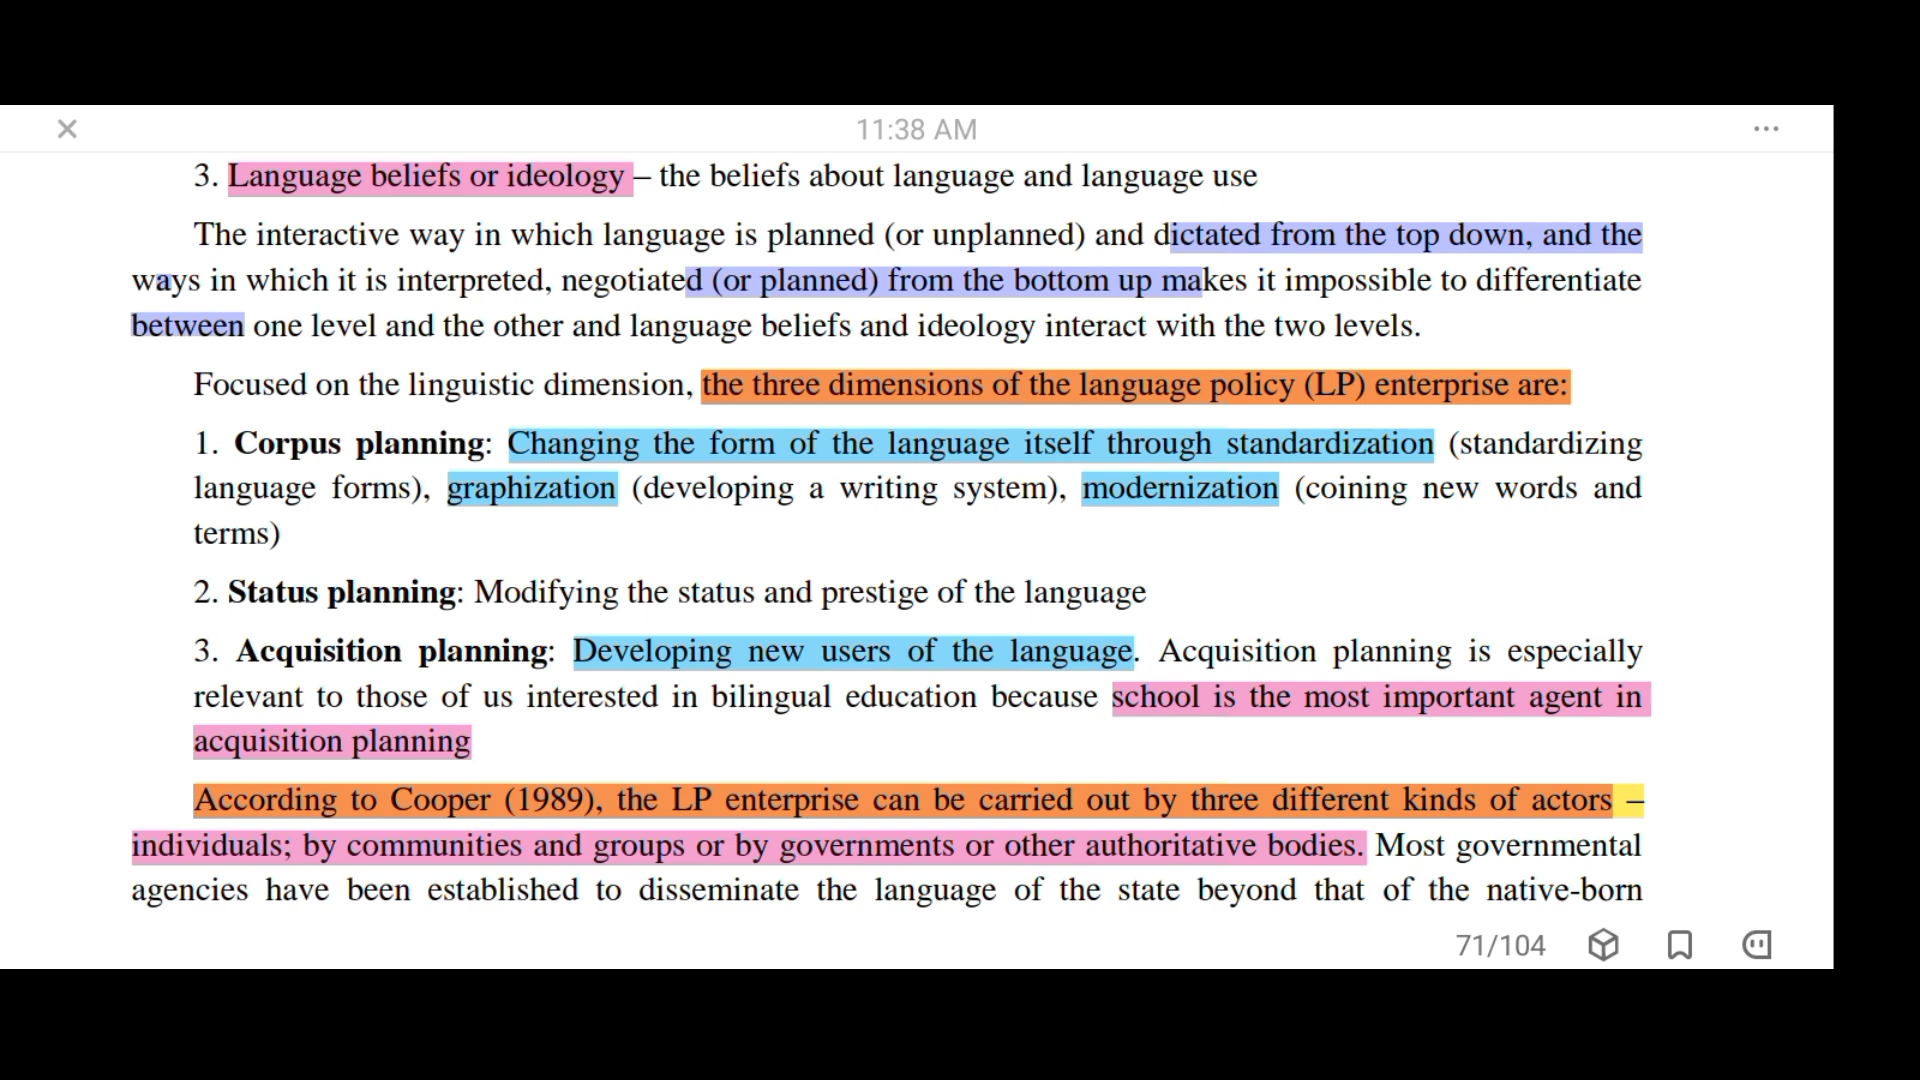 11:38 AM
3. Language beliefs or ideology – the beliefs about language and language use
The interactive way in which language is planned (or unplanned) and dictated from the top down, and the
ways in which it is interpreted, negotiated (or planned) from the bottom up makes it impossible to differentiate
between one level and the other and language beliefs and ideology interact with the two levels.
Focused on the linguistic dimension, the three dimensions of the language policy (LP) enterprise are:
1. Corpus planning: Changing the form of the language itself through standardization (standardizing
language forms), graphization (developing a writing system), modernization (coining new words and
terms)
2. Status planning: Modifying the status and prestige of the language
3. Acquisition planning: Developing new users of the language. Acquisition planning is especially
relevant to those of us interested in bilingual education because school is the most important agent in
acquisition planning
According to Cooper (1989), the LP enterprise can be carried out by three different kinds of actors –
individuals; by communities and groups or by governments or other authoritative bodies. Most governmental
agencies have been established to disseminate the language of the state beyond that of the native-born
71/104